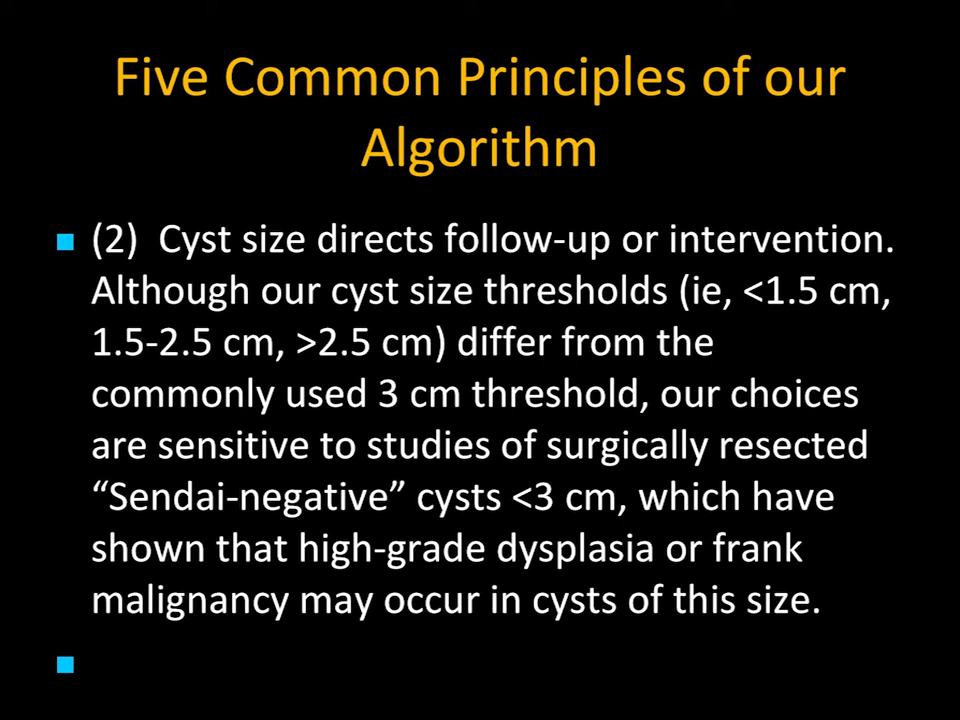 Five Common Principles of our
Algorithm
(2)  Cyst size directs follow-up or intervention.
Although our cyst size thresholds (ie, <1.5 cm,
1.5-2.5 cm, >2.5 cm) differ from the
commonly used 3 cm threshold, our choices
are sensitive to studies of surgically resected
“Sendai-negative” cysts <3 cm, which have
shown that high-grade dysplasia or frank
malignancy may occur in cysts of this size.